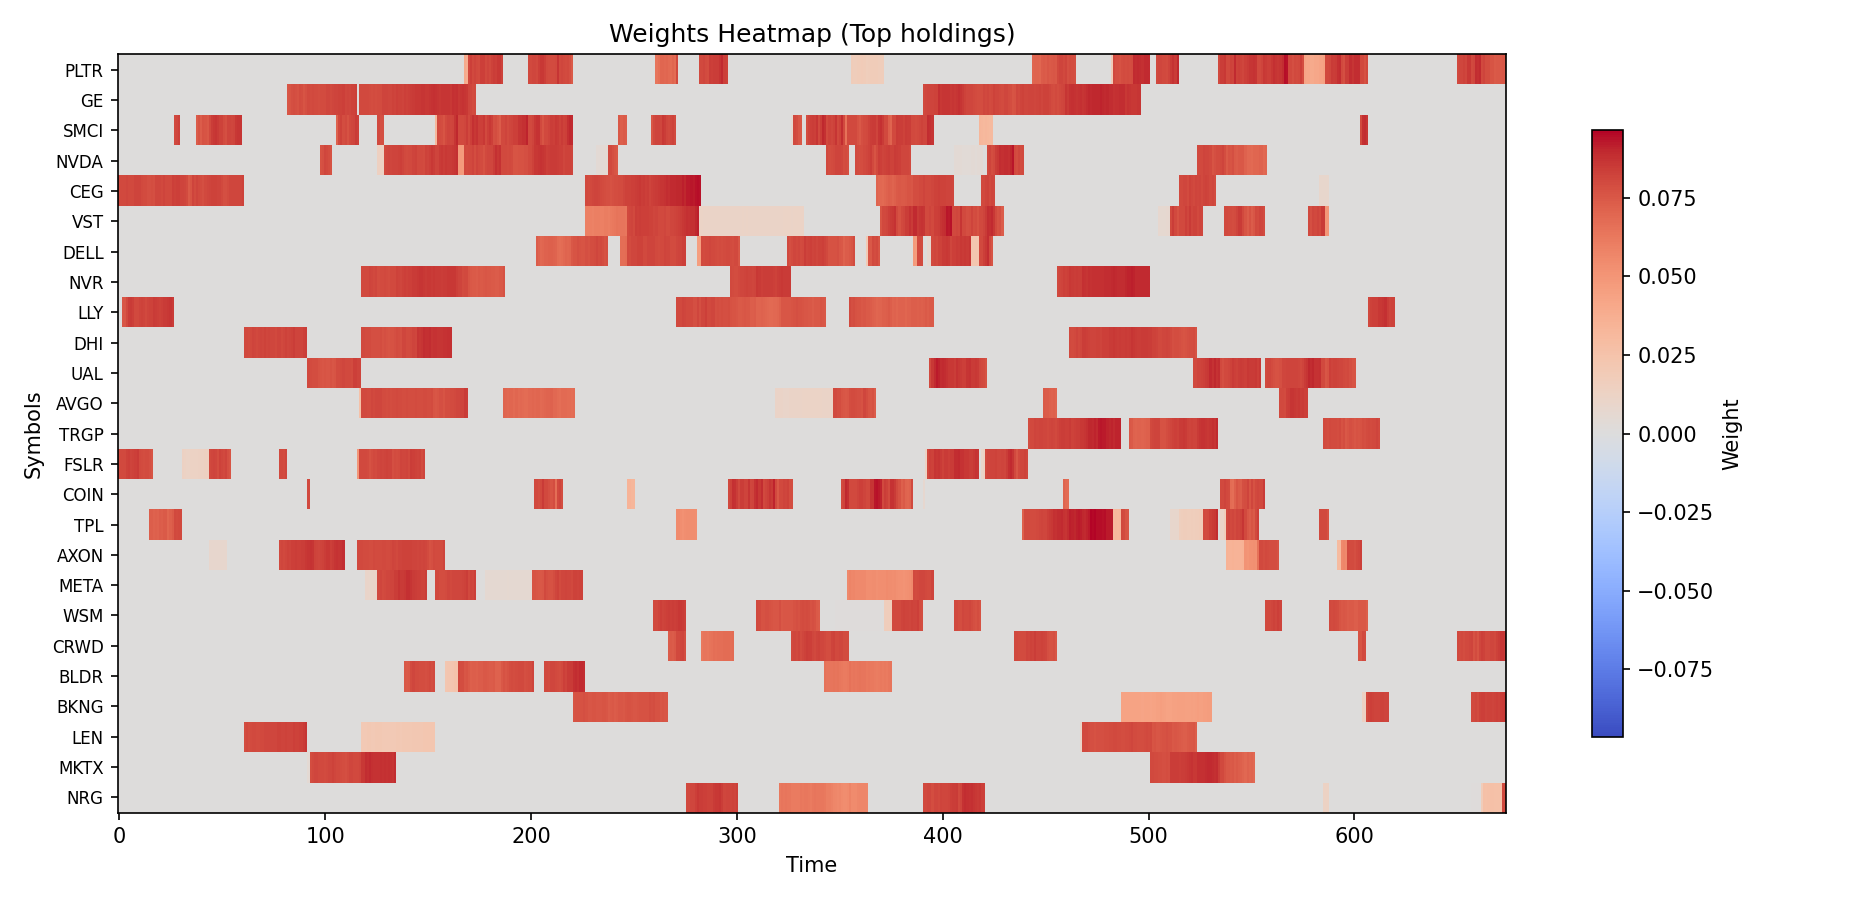 Weights Heatmap (Top holdings)
Symbols
PLTR
GE
SMCI
NVDA
CEG
VST
DELL
NVR
LLY
DHI
UAL
AVGO
TRGP
FSLR
COIN
TPL
AXON
META
WSM
CRWD
BLDR
BKNG
LEN
MKTX
NRG
0 100 200 300 400 500 600
Time
0.075
0.050
0.025
0.000
−0.025
−0.050
−0.075
Weight